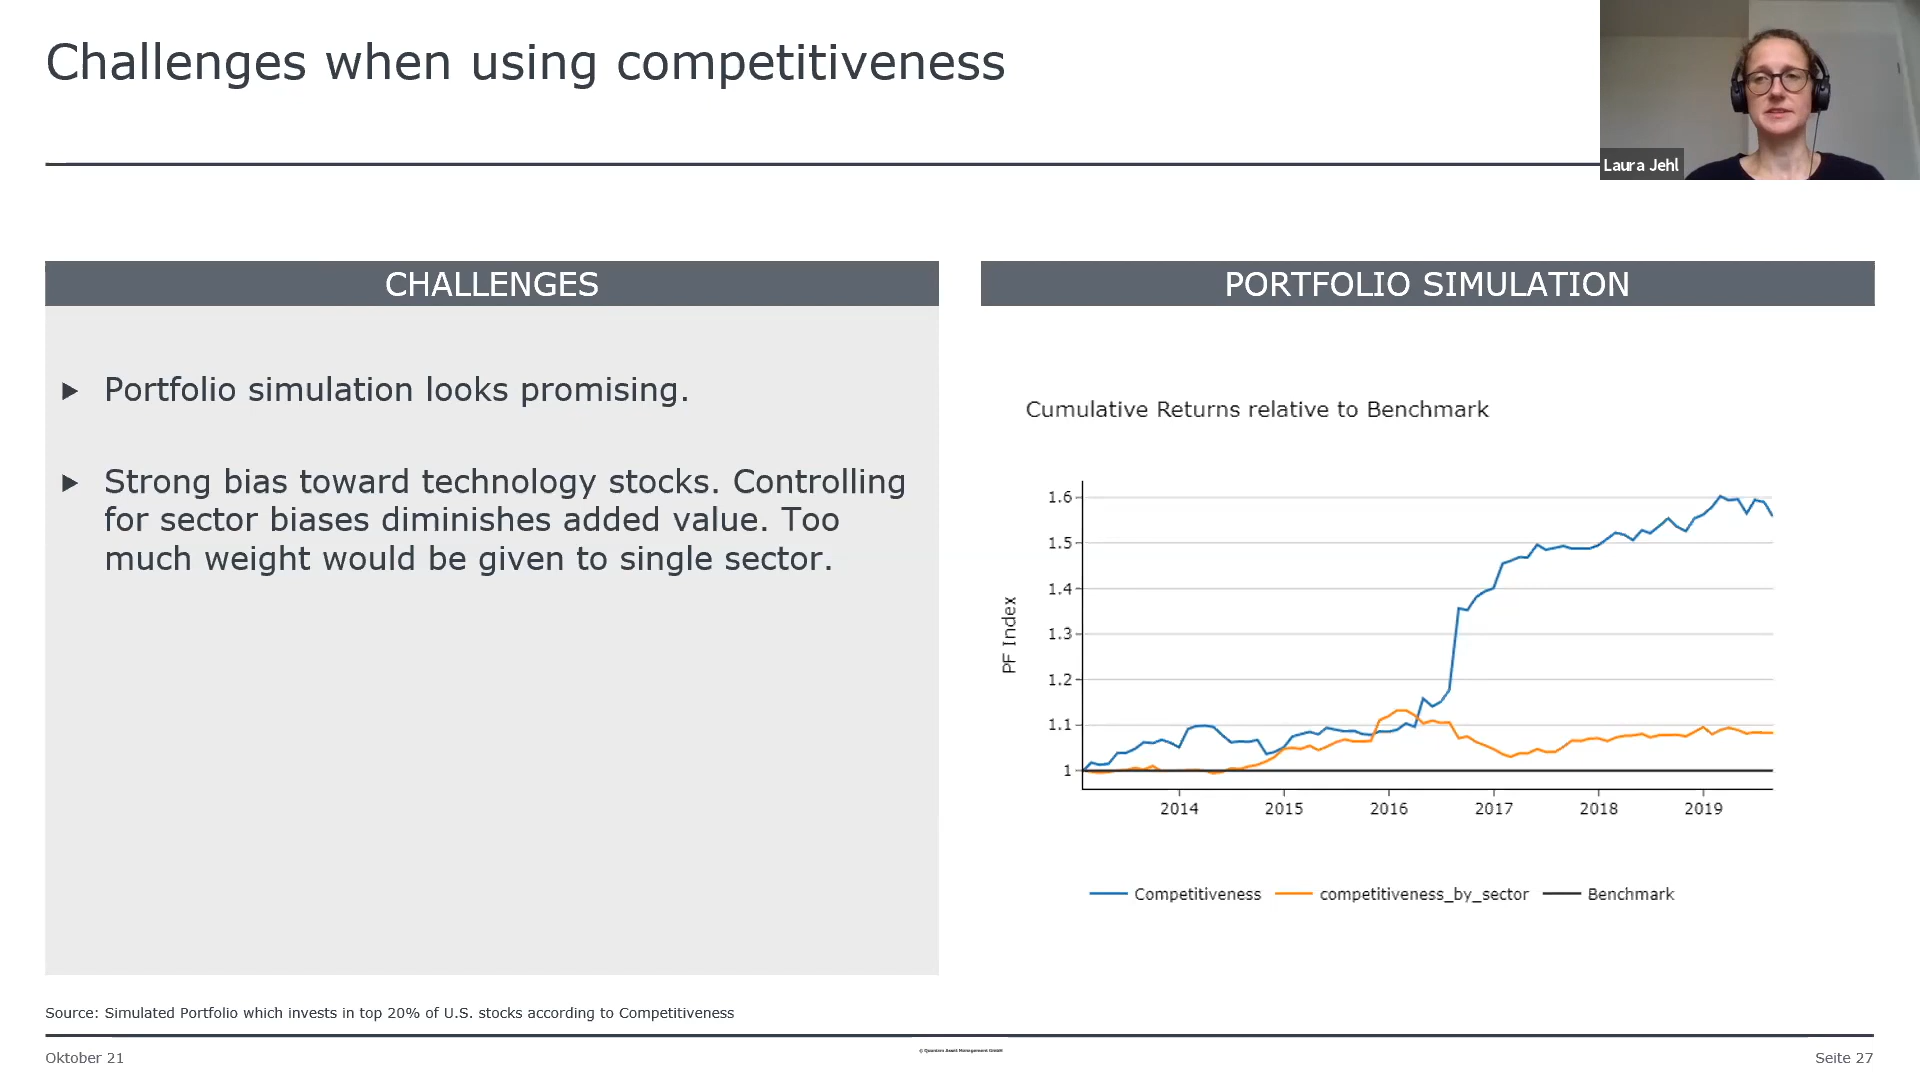 Challenges when using competitiveness
Laura Jehl
CHALLENGES
Portfolio simulation looks promising.
Strong bias toward technology stocks. Controlling
for sector biases diminishes added value. Too
much weight would be given to single sector.
PORTFOLIO SIMULATION
Cumulative Returns relative to Benchmark
PF Index
1.6
1.5
1.4
1.3
1.2
1.1
1
2014 2015 2016 2017 2018 2019
Competitiveness competitiveness_by_sector Benchmark
Source: Simulated Portfolio which invests in top 20% of U.S. stocks according to Competitiveness
Oktober 21
© Quantum Asset Management GmbH
Seite 27